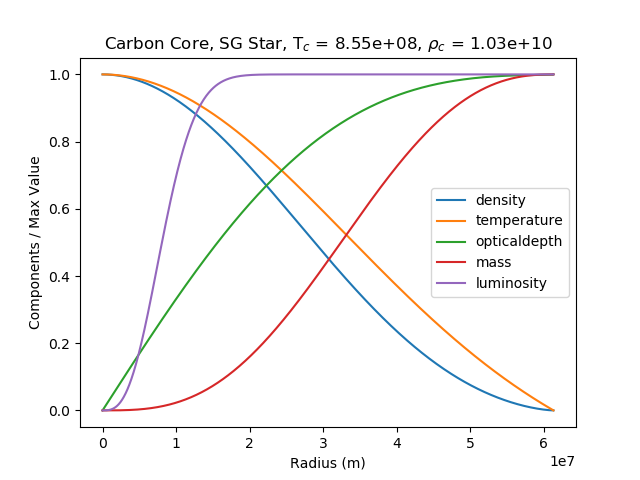 Carbon Core, SG Star, T_c = 8.55e+08, ρ_c = 1.03e+10
Components / Max Value
1.0
0.8
0.6
0.4
0.2
0.0
density
temperature
opticaldepth
mass
luminosity
0 1 2 3 4 5 6
1e7
Radius (m)